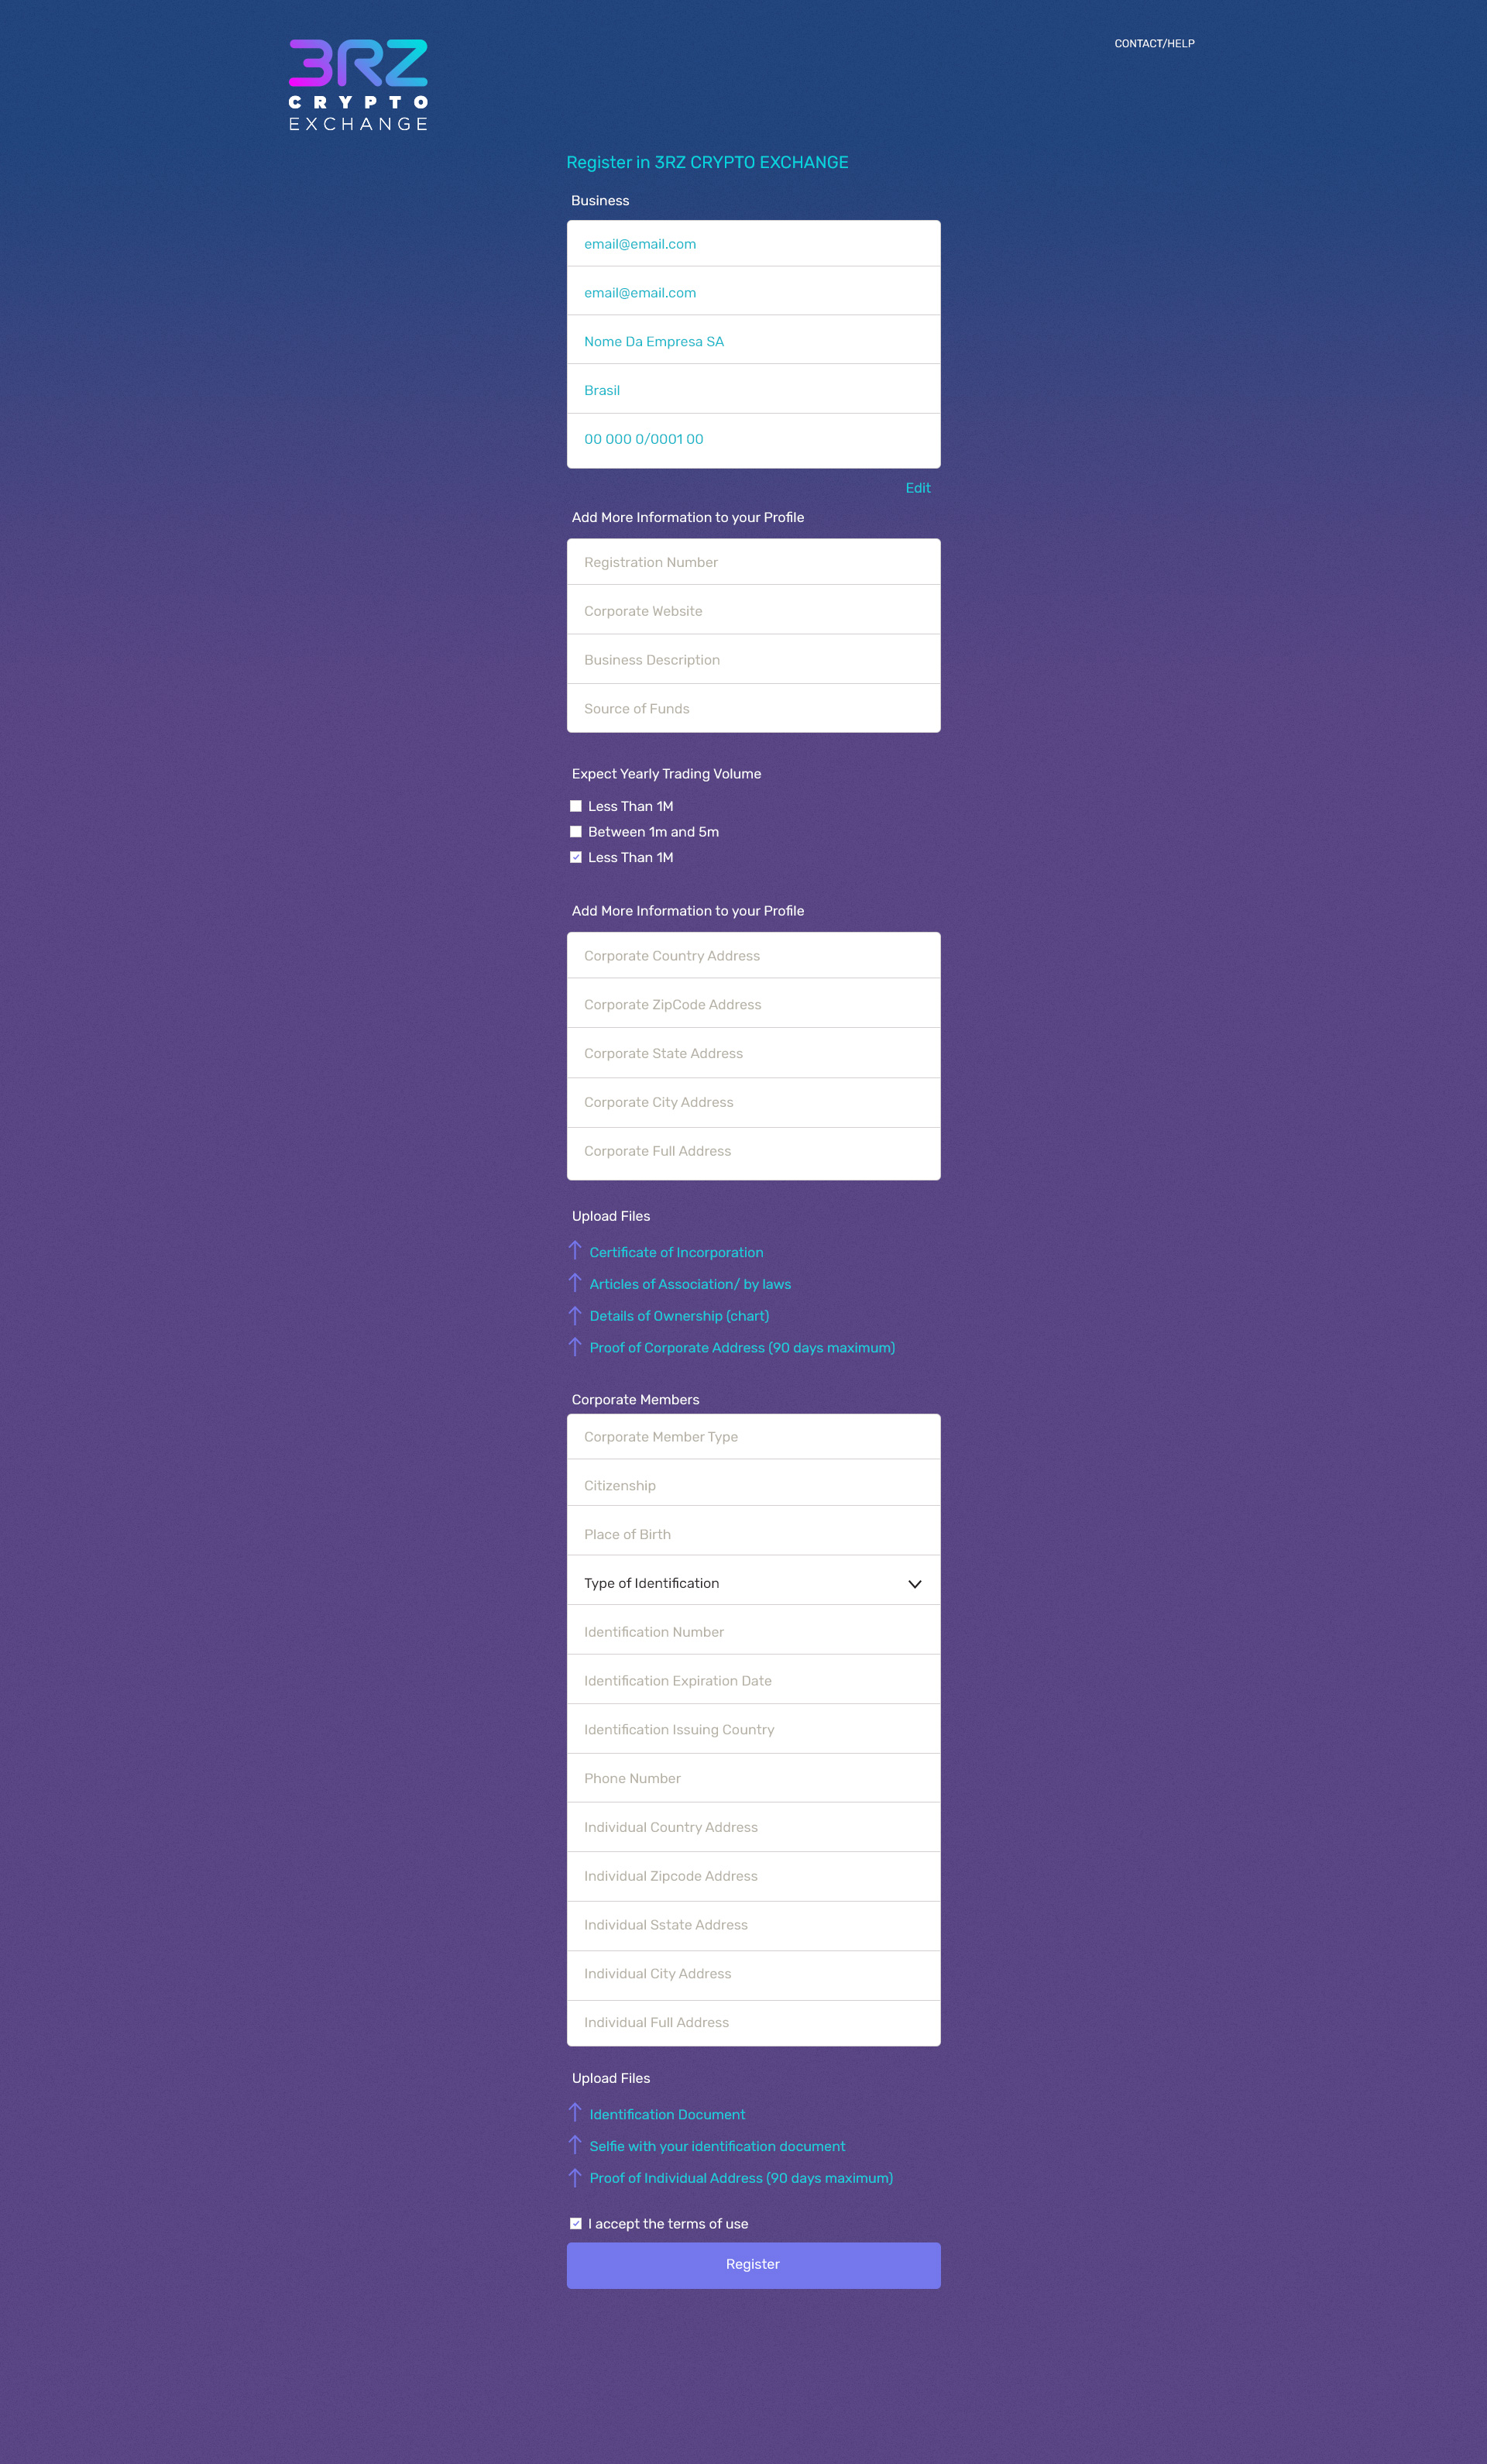 3RZ
CRYPTO
EXCHANGE
CONTACT/HELP
Register in 3RZ CRYPTO EXCHANGE
Business
email@email.com
email@email.com
Nome Da Empresa SA
Brasil
00 000 0/0001 00
Edit
Add More Information to your Profile
Registration Number
Corporate Website
Business Description
Source of Funds
Expect Yearly Trading Volume
Less Than 1M
Between 1m and 5m
Less Than 1M
Add More Information to your Profile
Corporate Country Address
Corporate ZipCode Address
Corporate State Address
Corporate City Address
Corporate Full Address
Upload Files
Certificate of Incorporation
Articles of Association/ by laws
Details of Ownership (chart)
Proof of Corporate Address (90 days maximum)
Corporate Members
Corporate Member Type
Citizenship
Place of Birth
Type of Identification
Identification Number
Identification Expiration Date
Identification Issuing Country
Phone Number
Individual Country Address
Individual Zipcode Address
Individual Sstate Address
Individual City Address
Individual Full Address
Upload Files
Identification Document
Selfie with your identification document
Proof of Individual Address (90 days maximum)
I accept the terms of use
Register